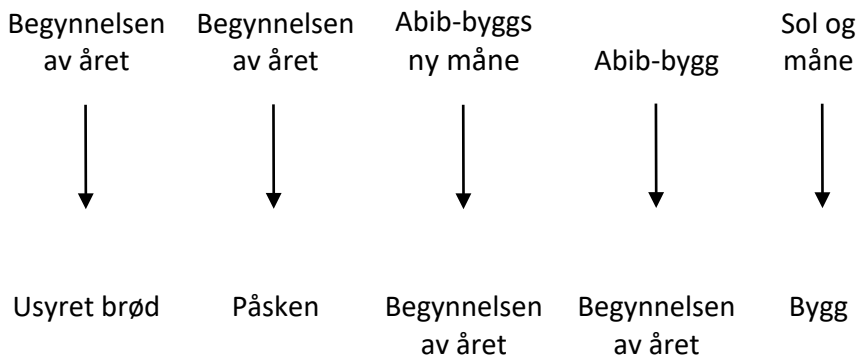 Begynnelsen
av året
Begynnelsen
av året
Abib-byggs
ny måne
Abib-bygg
Sol og
måne
Usyret brød
Påsken
Begynnelsen
av året
Begynnelsen
av året
Bygg